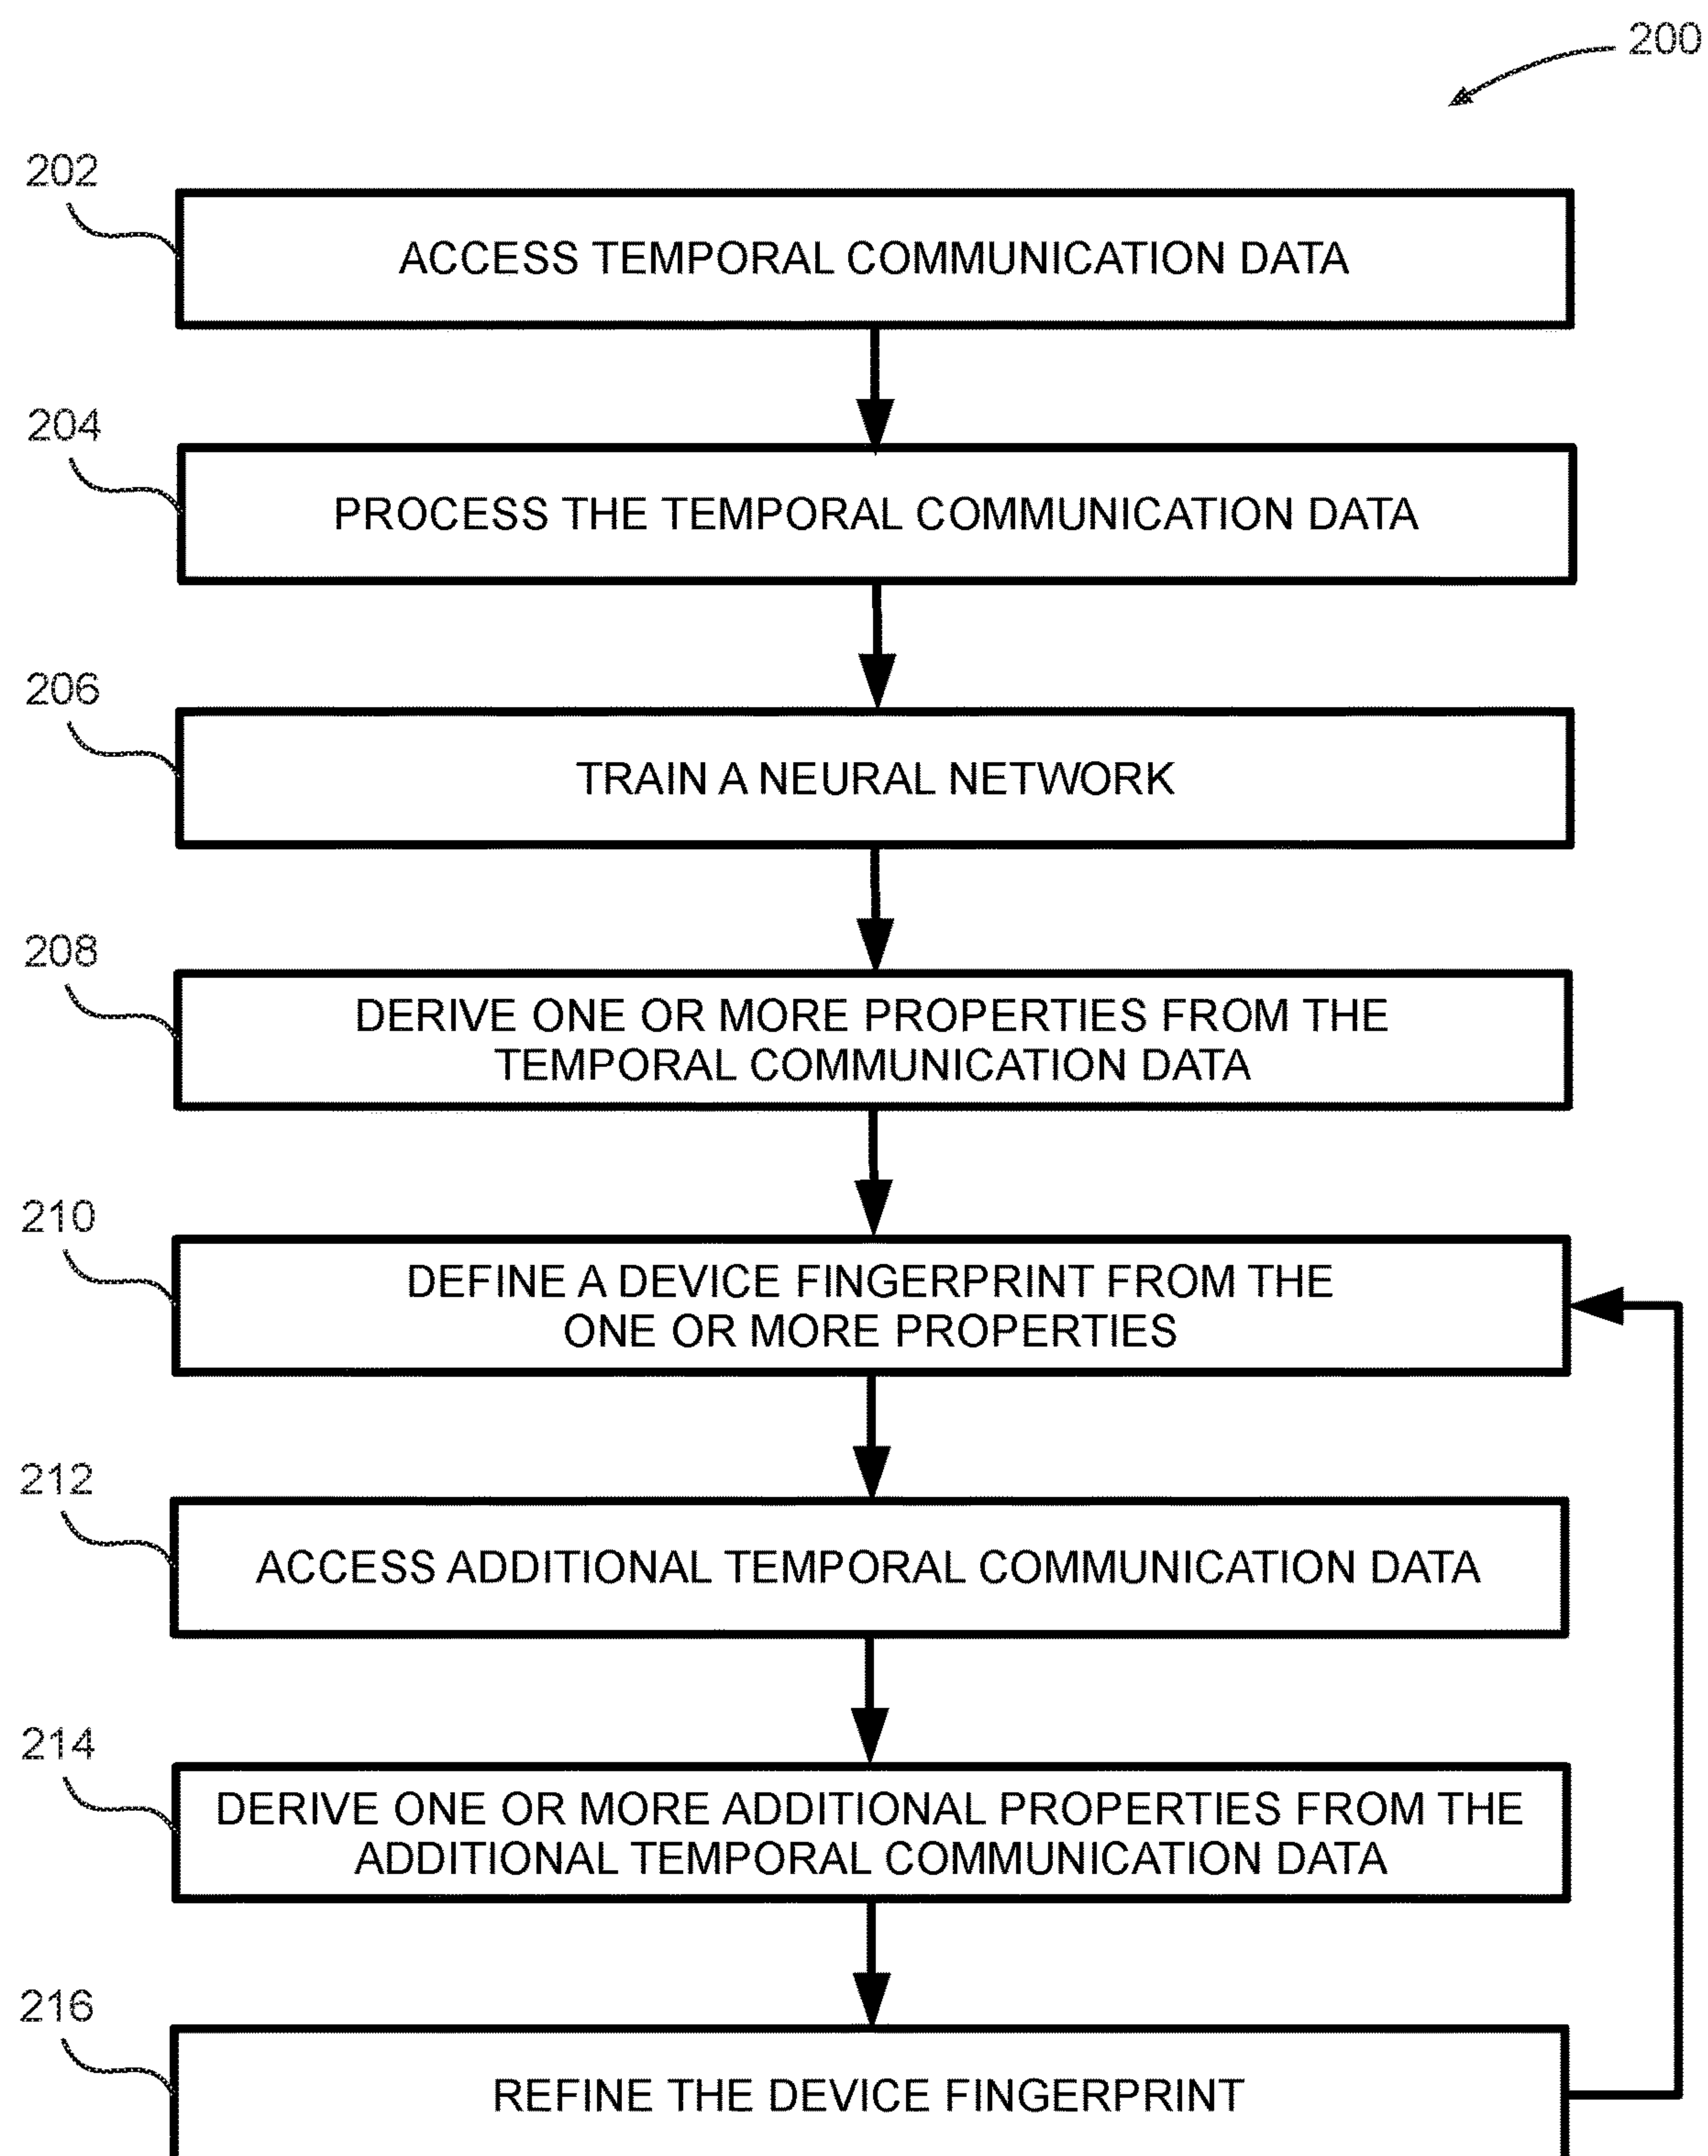 200
202
ACCESS TEMPORAL COMMUNICATION DATA
204
PROCESS THE TEMPORAL COMMUNICATION DATA
206
TRAIN A NEURAL NETWORK
208
DERIVE ONE OR MORE PROPERTIES FROM THE
TEMPORAL COMMUNICATION DATA
210
DEFINE A DEVICE FINGERPRINT FROM THE
ONE OR MORE PROPERTIES
212
ACCESS ADDITIONAL TEMPORAL COMMUNICATION DATA
214
DERIVE ONE OR MORE ADDITIONAL PROPERTIES FROM THE
ADDITIONAL TEMPORAL COMMUNICATION DATA
216
REFINE THE DEVICE FINGERPRINT